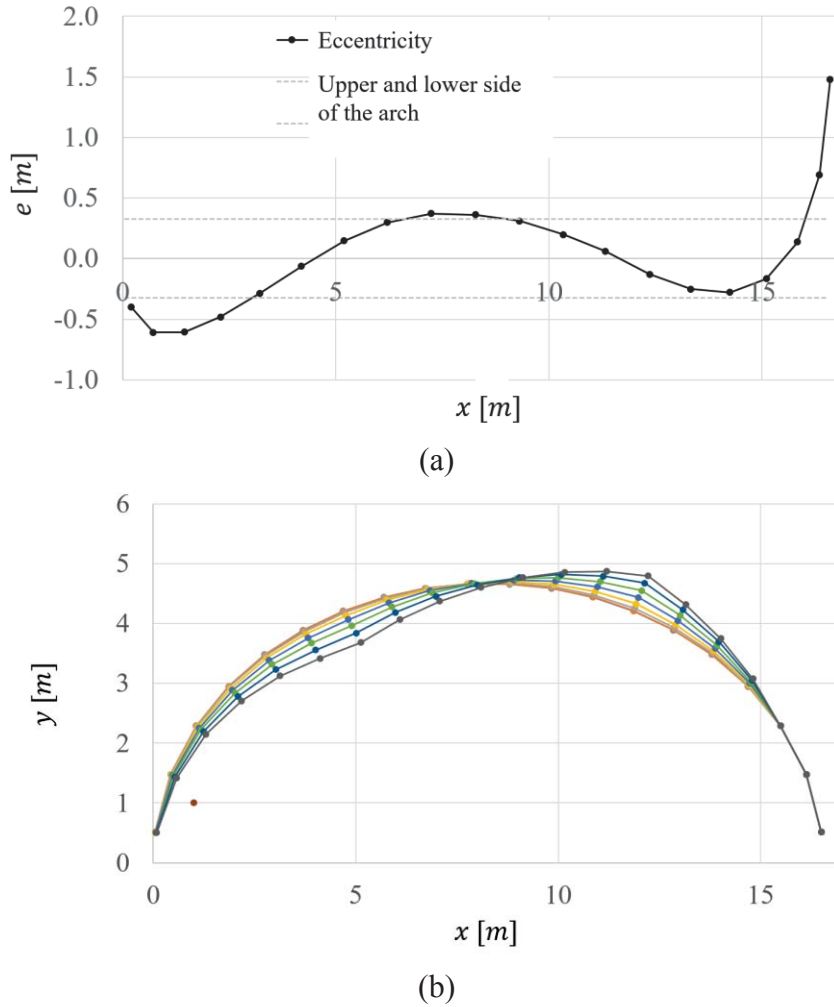 2.0
1.5
1.0
0.5
0.0
-0.5
-1.0
e [m]
Eccentricity
Upper and lower side
of the arch
0 5 10 15
x [m]
(a)
6
5
4
3
2
1
0
y [m]
0 5 10 15
x [m]
(b)